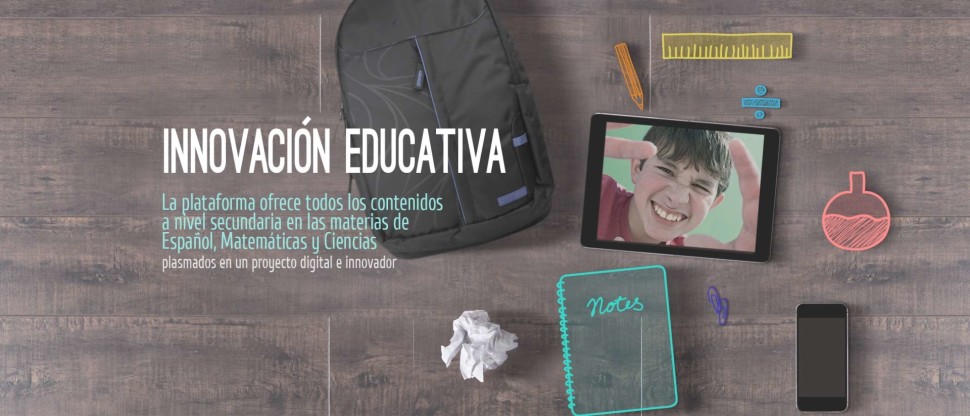 INNOVACIÓN EDUCATIVA
La plataforma ofrece todos los contenidos
a nivel secundaria en las materias de
Español, Matemáticas y Ciencias
plasmados en un proyecto digital e innovador
Notes